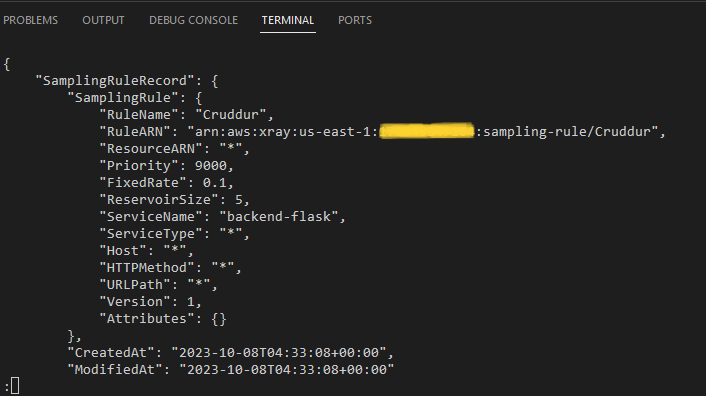 PROBLEMS OUTPUT DEBUG CONSOLE TERMINAL PORTS
{
    "SamplingRuleRecord": {
        "SamplingRule": {
            "RuleName": "Cruddur",
            "RuleARN": "arn:aws:xray:us-east-1: :sampling-rule/Cruddur",
            "ResourceARN": "*",
            "Priority": 9000,
            "FixedRate": 0.1,
            "ReservoirSize": 5,
            "ServiceName": "backend-flask",
            "ServiceType": "*",
            "Host": "*",
            "HTTPMethod": "*",
            "URLPath": "*",
            "Version": 1,
            "Attributes": {}
        },
        "CreatedAt": "2023-10-08T04:33:08+00:00",
        "ModifiedAt": "2023-10-08T04:33:08+00:00"
: